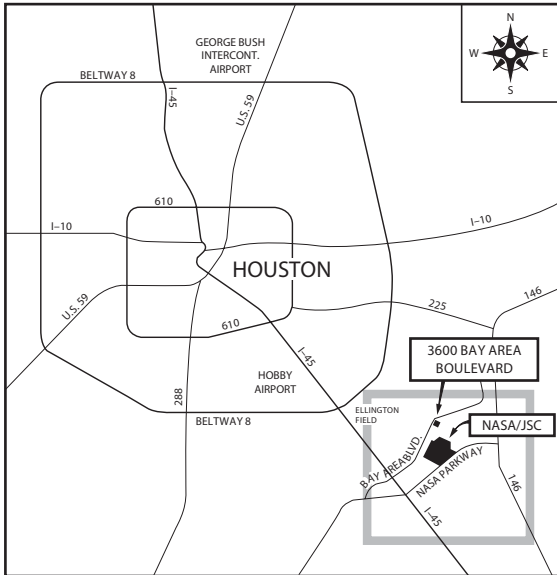 N
GEORGE BUSH
INTERCONT.
AIRPORT
W
E
S
BELTWAY 8
I–45
U.S. 59
610
I–10
I–10
HOUSTON
146
U.S. 59
225
610
I–45
3600 BAY AREA
BOULEVARD
HOBBY
AIRPORT
288
ELLINGTON
FIELD
BELTWAY 8
NASA/JSC
BAY AREA BLVD.
NASA PARKWAY
146
I–45